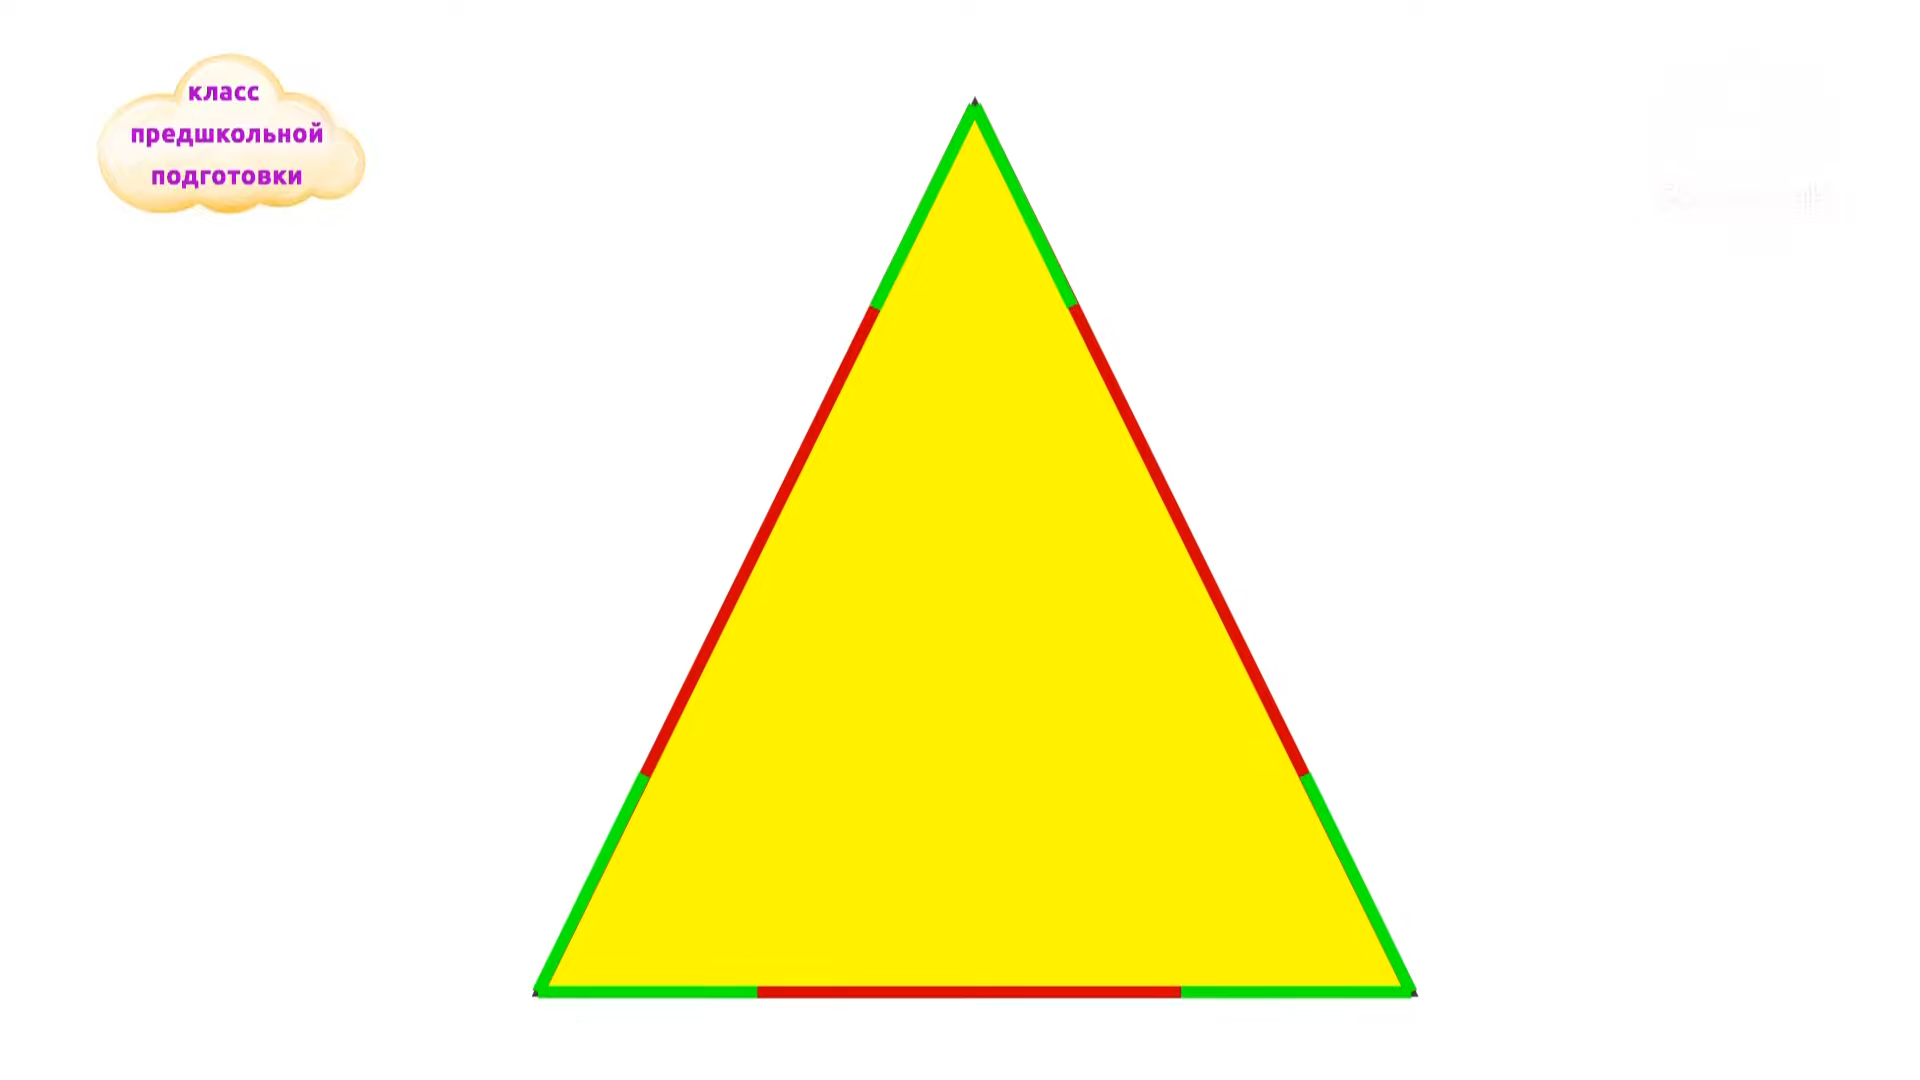 класс
предшкольной
подготовки